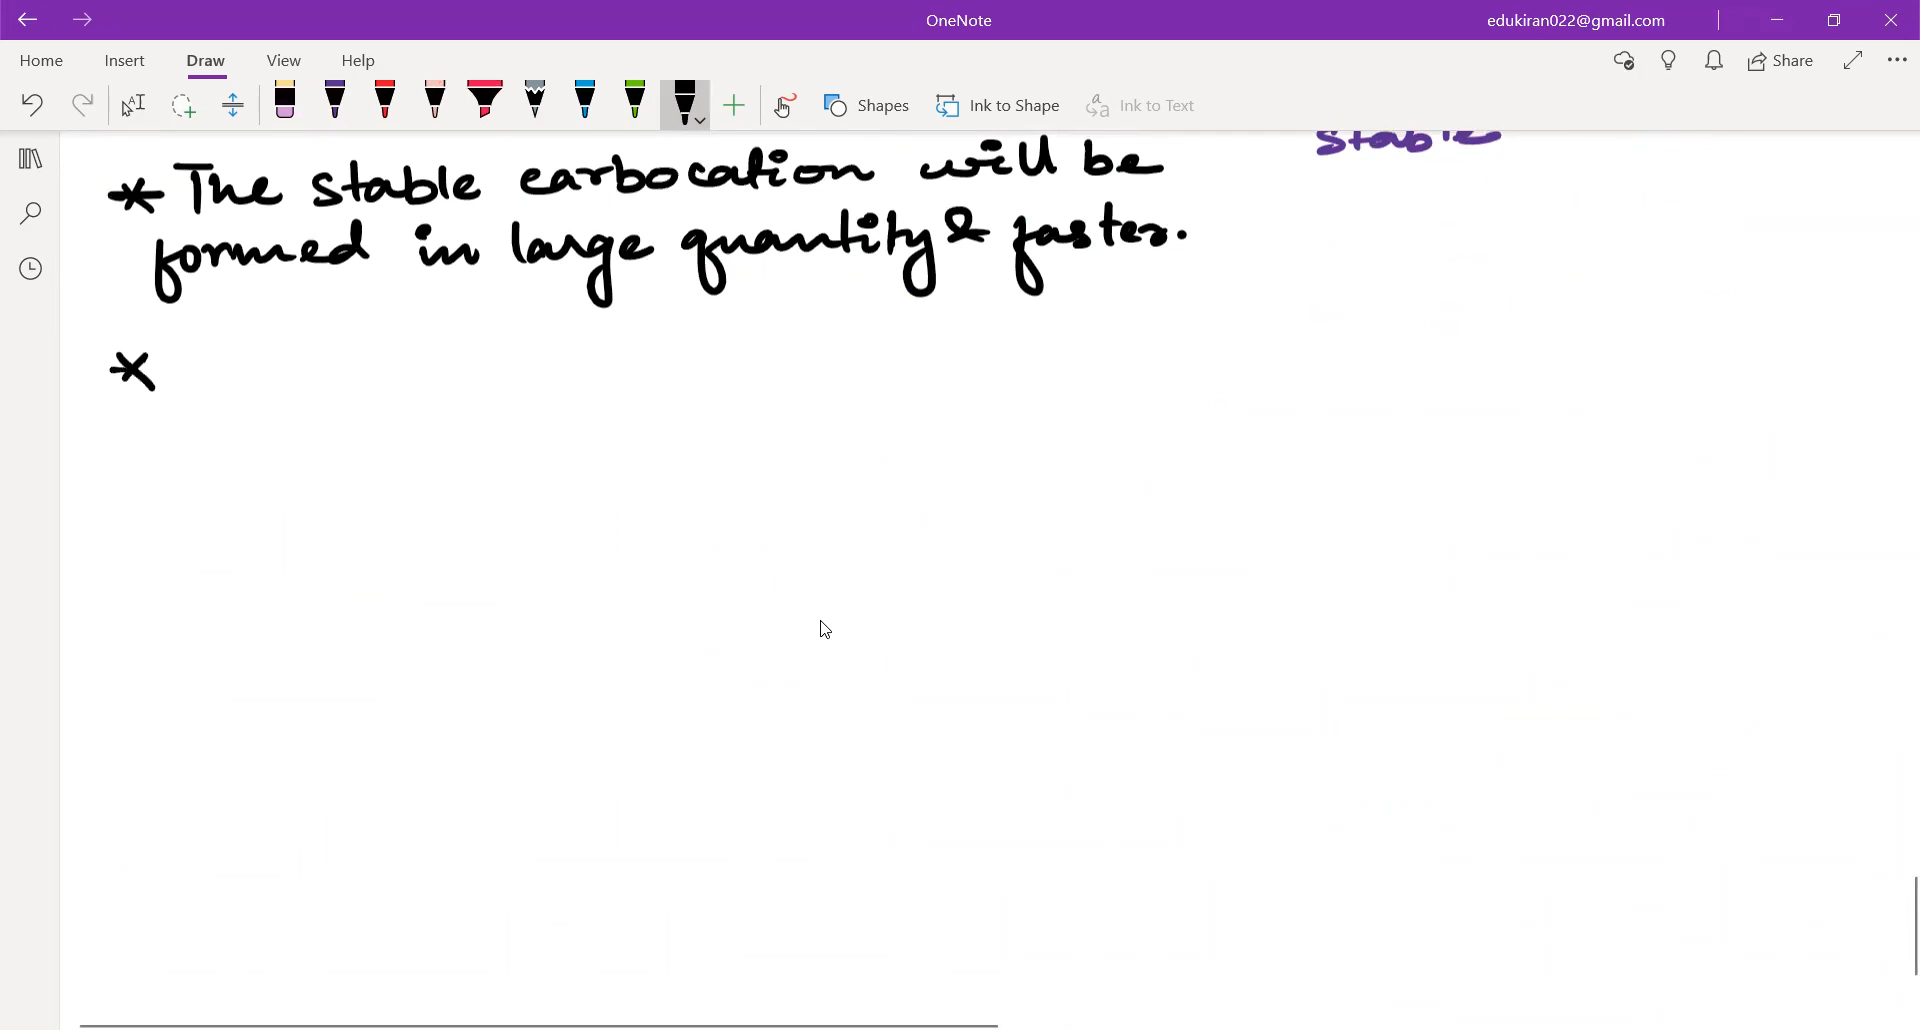 OneNote
edukiran022@gmail.com
Home Insert Draw View Help
Share
Shapes Ink to Shape Ink to Text
stable
* The stable carbocation will be
formed in large quantity & faster.
*